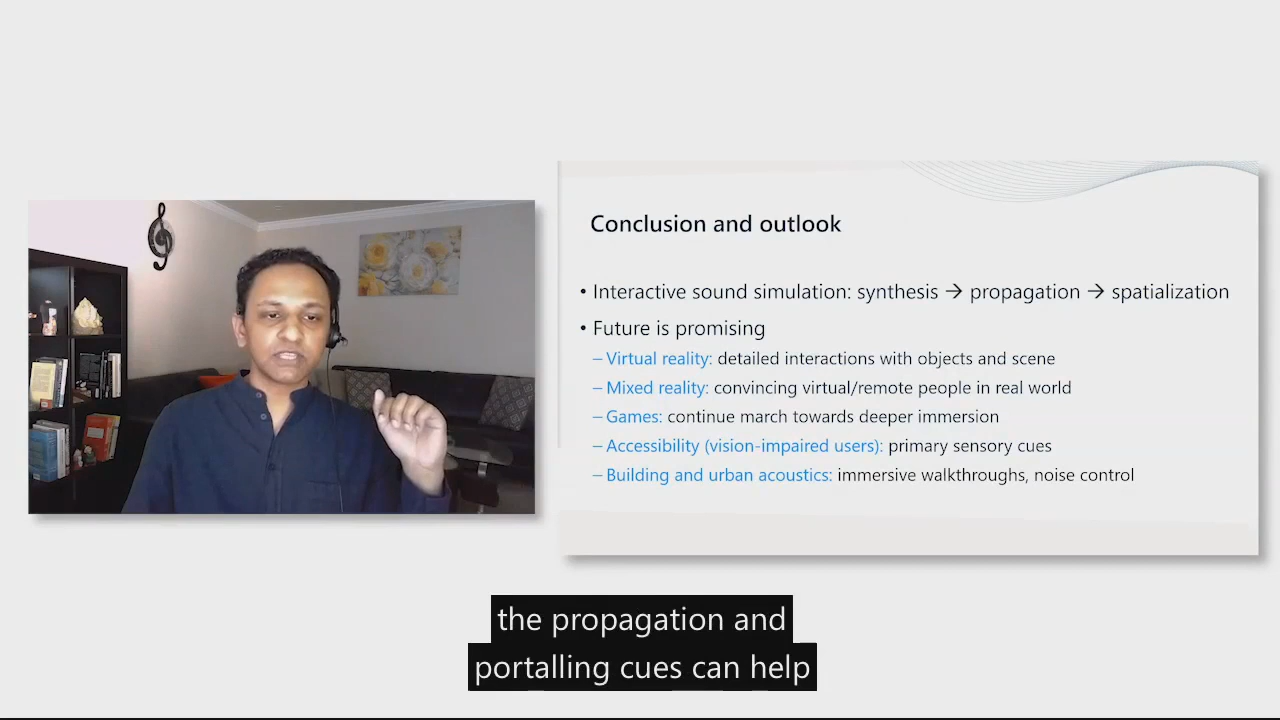 Conclusion and outlook
• Interactive sound simulation: synthesis → propagation → spatialization
• Future is promising
– Virtual reality: detailed interactions with objects and scene
– Mixed reality: convincing virtual/remote people in real world
– Games: continue march towards deeper immersion
– Accessibility (vision-impaired users): primary sensory cues
– Building and urban acoustics: immersive walkthroughs, noise control
the propagation and
portalling cues can help